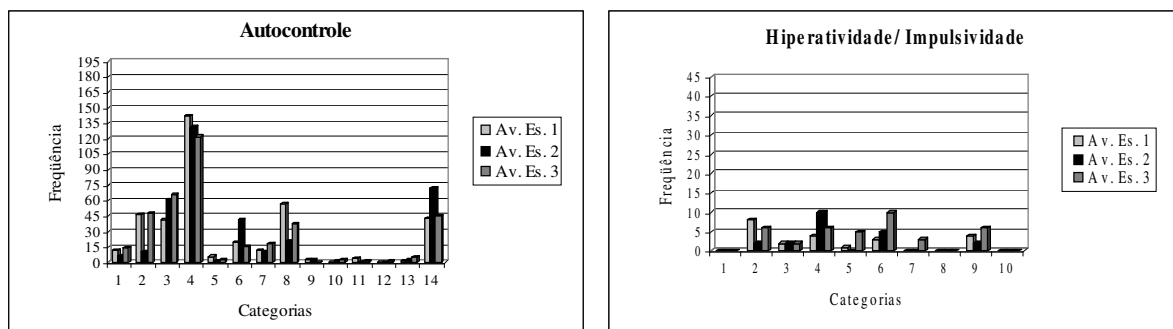 Autocontrole
195
180
165
150
135
120
105
90
75
60
45
30
15
0
Freqüência
1 2 3 4 5 6 7 8 9 10 11 12 13 14
Categorias
Av. Es. 1
Av. Es. 2
Av. Es. 3
Hiperatividade/ Impulsividade
45
40
35
30
25
20
15
10
5
0
Freqüência
1 2 3 4 5 6 7 8 9 10
Categorias
Av. Es. 1
Av. Es. 2
Av. Es. 3